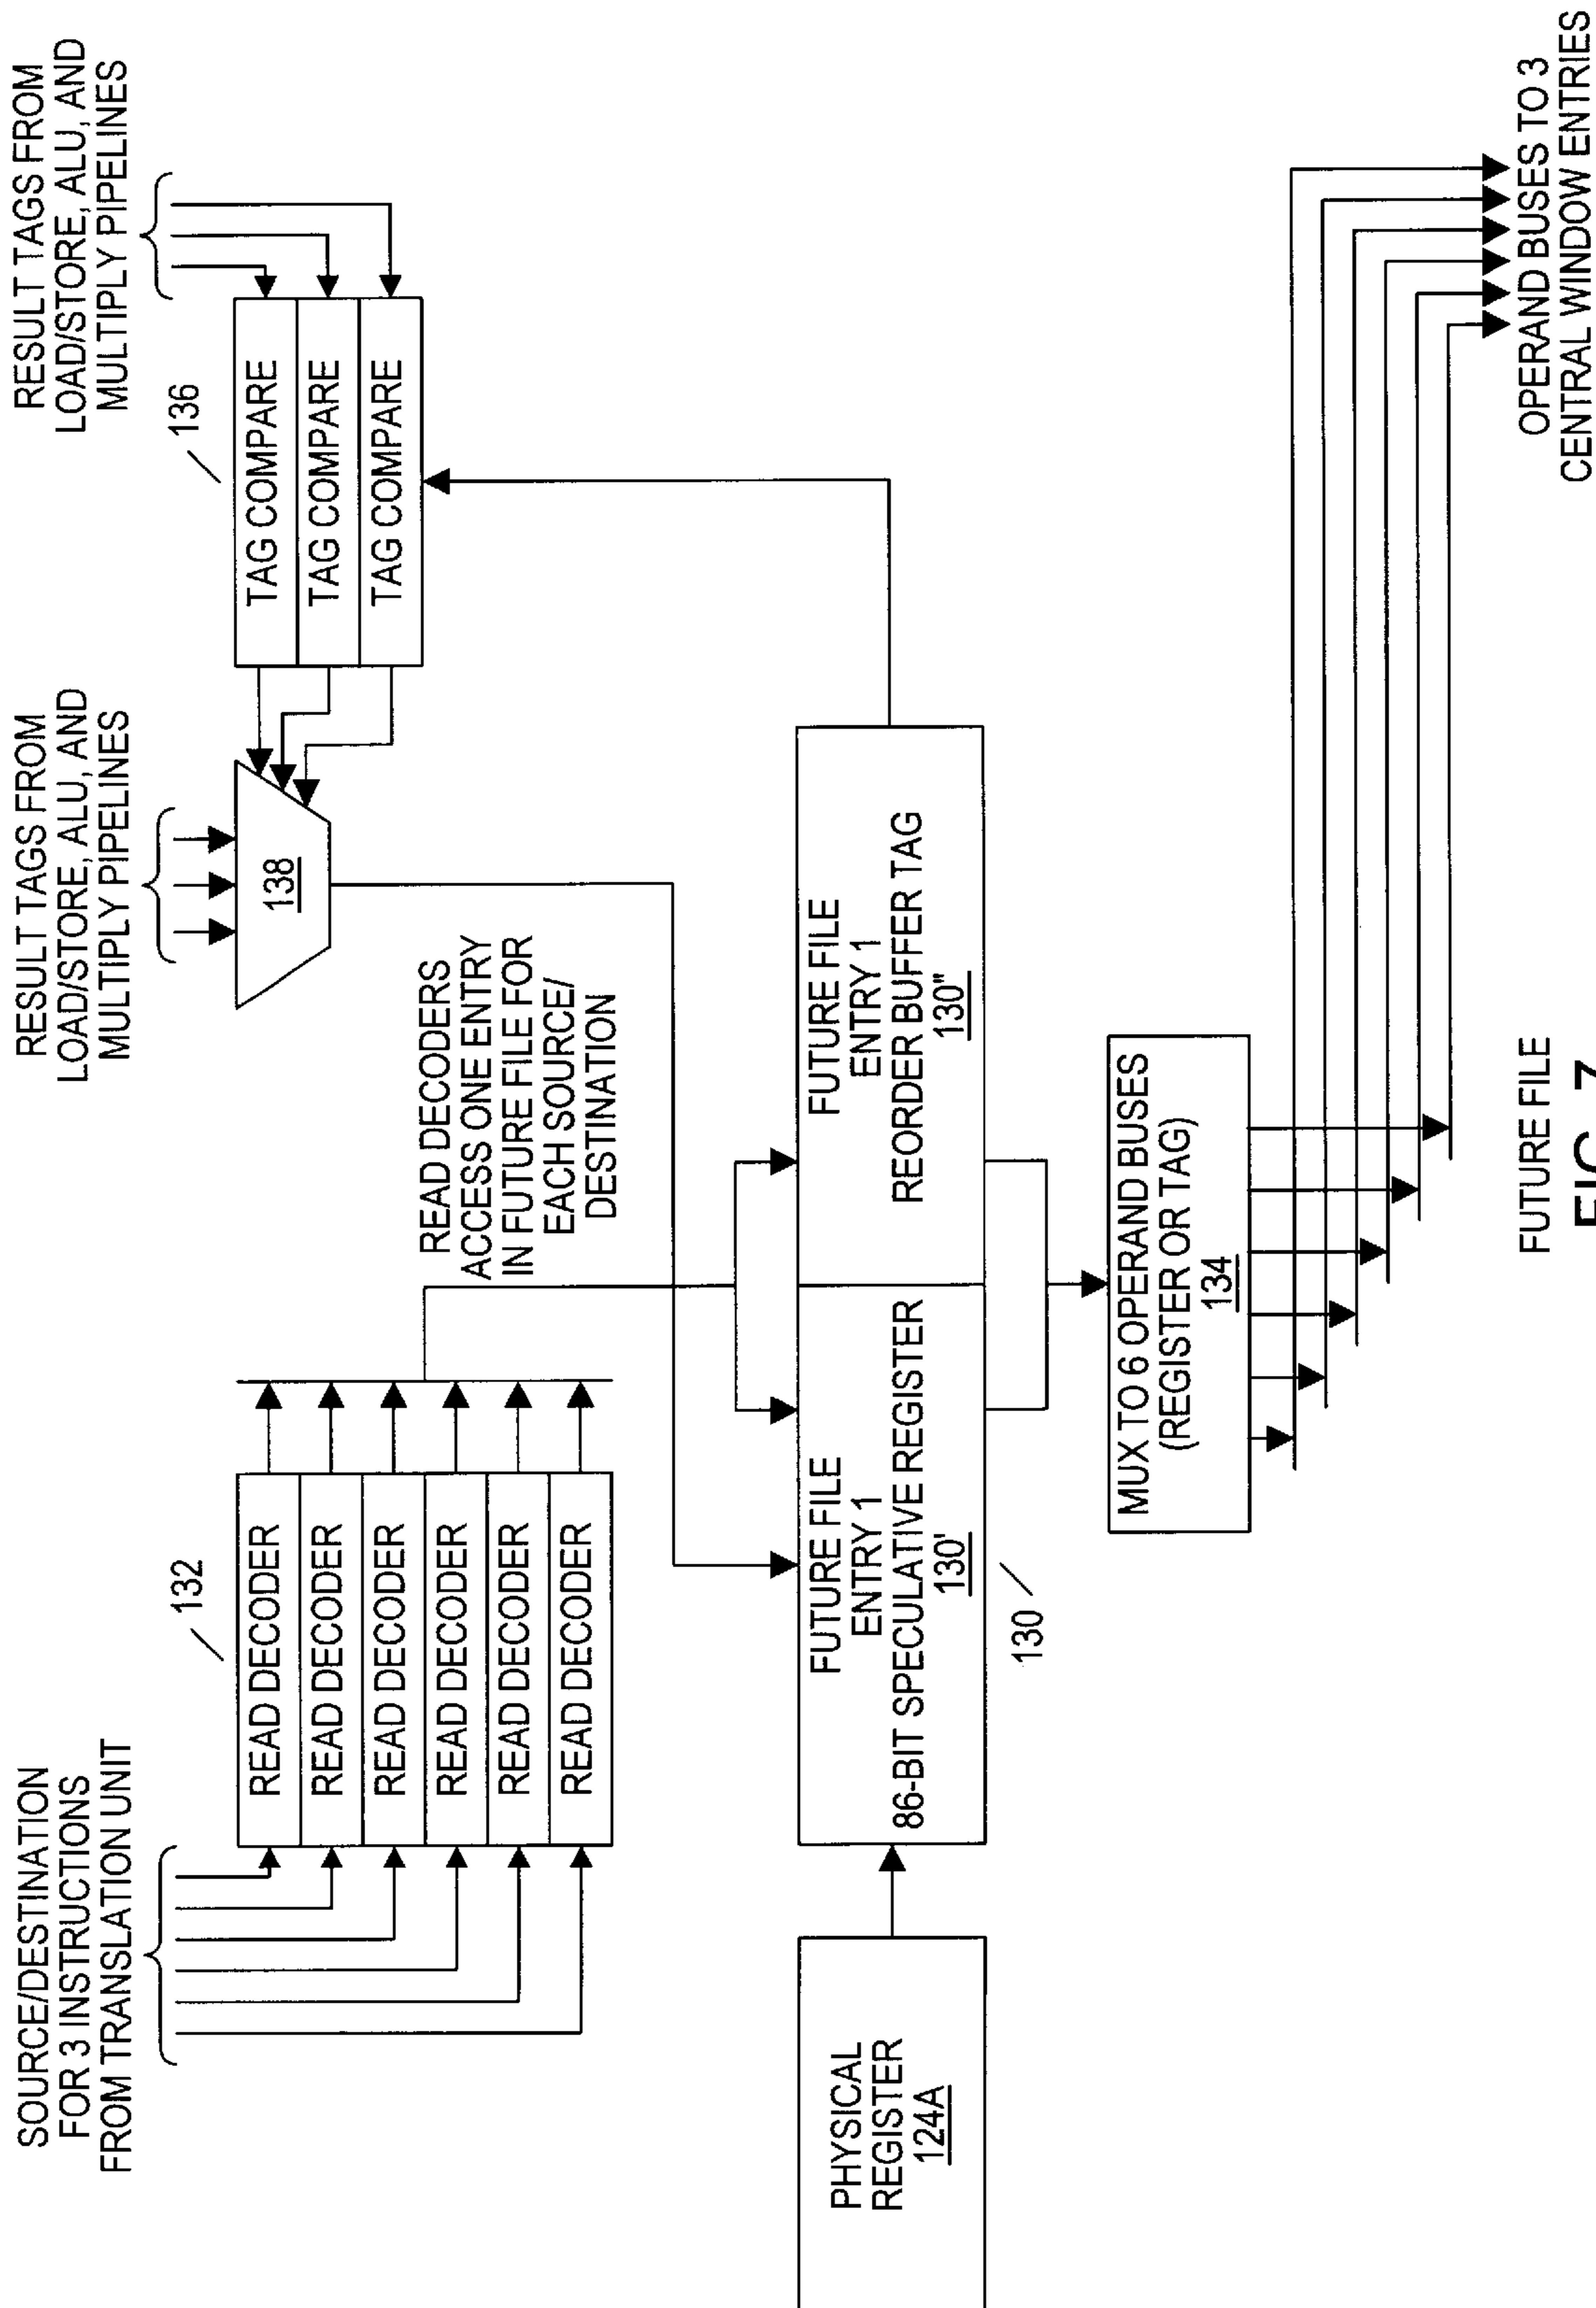 SOURCE/DESTINATION
FOR 3 INSTRUCTIONS
FROM TRANSLATION UNIT
RESULT TAGS FROM
LOAD/STORE, ALU, AND
MULTIPLY PIPELINES
RESULT TAGS FROM
LOAD/STORE, ALU, AND
MULTIPLY PIPELINES
132
READ DECODER
READ DECODER
READ DECODER
READ DECODER
READ DECODER
READ DECODER
138
136
TAG COMPARE
TAG COMPARE
TAG COMPARE
READ DECODERS
ACCESS ONE ENTRY
IN FUTURE FILE FOR
EACH SOURCE/
DESTINATION
PHYSICAL
REGISTER
124A
FUTURE FILE
ENTRY 1
86-BIT SPECULATIVE REGISTER
130'
FUTURE FILE
ENTRY 1
REORDER BUFFER TAG
130"
130
MUX TO 6 OPERAND BUSES
(REGISTER OR TAG)
134
OPERAND BUSES TO 3
CENTRAL WINDOW ENTRIES
FUTURE FILE
FIG. 7